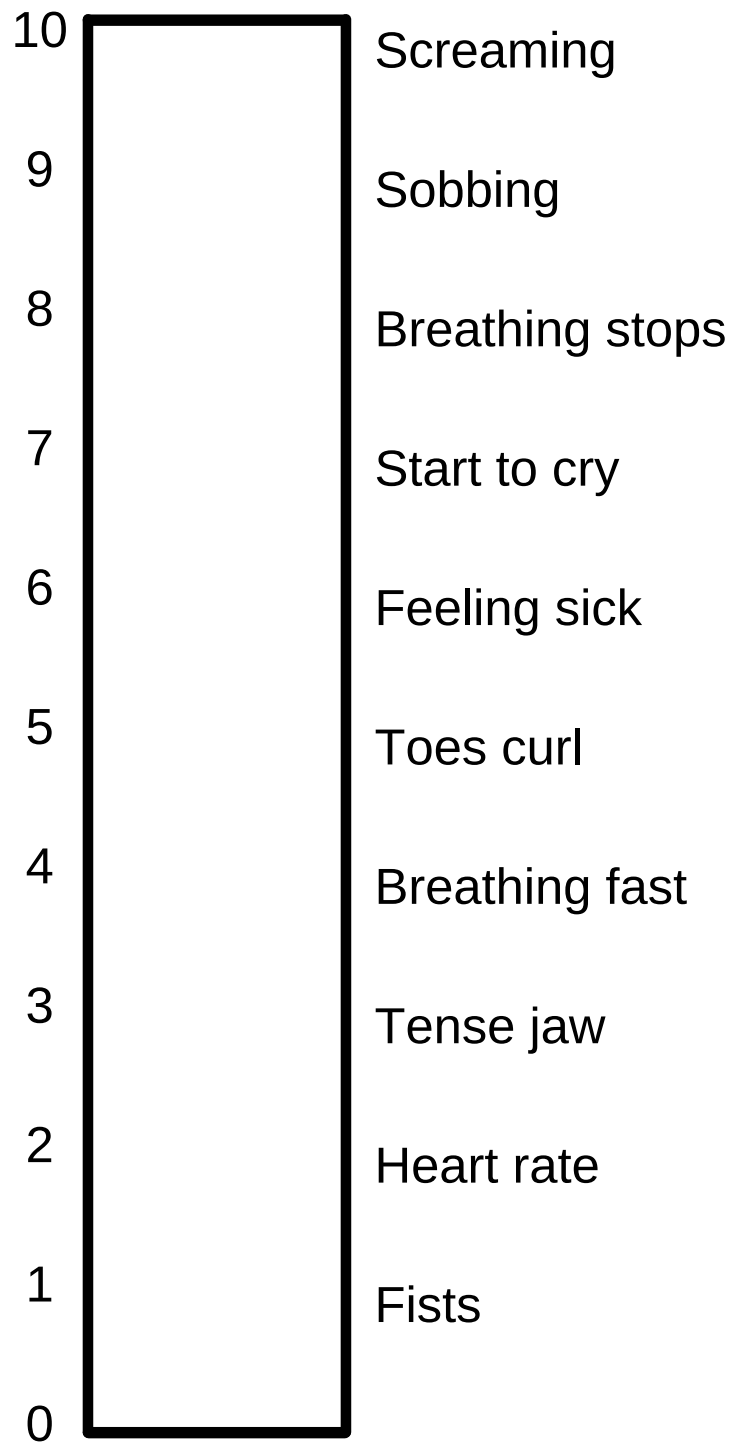 10 Screaming
9 Sobbing
8 Breathing stops
7 Start to cry
6 Feeling sick
5 Toes curl
4 Breathing fast
3 Tense jaw
2 Heart rate
1 Fists
0